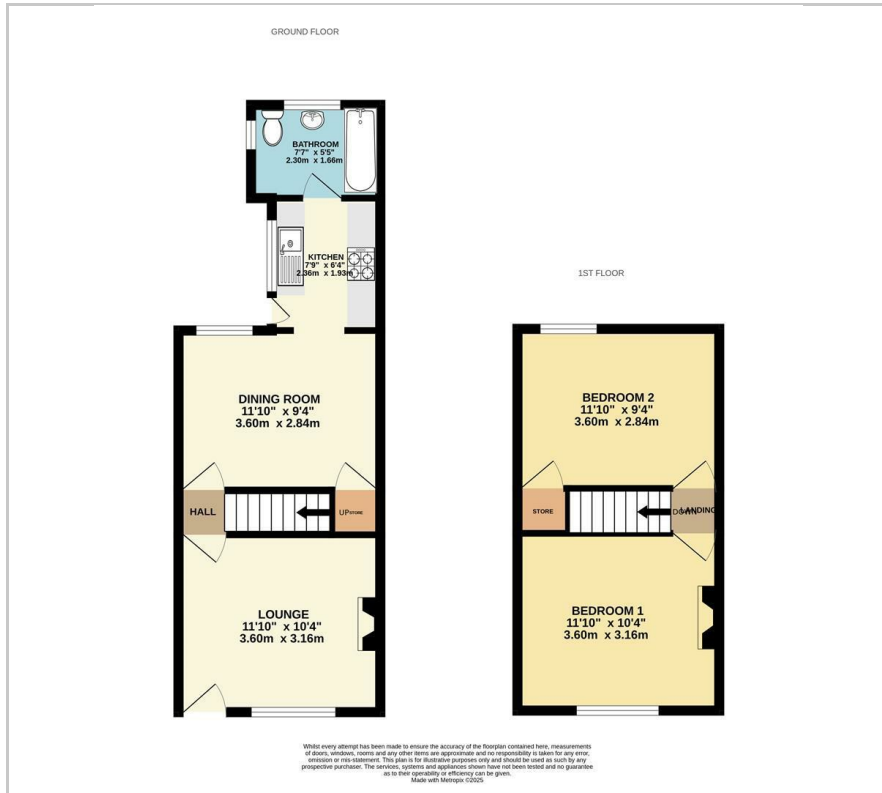 GROUND FLOOR
BATHROOM
7'7" x 5'5"
2.30m x 1.66m
KITCHEN
7'9" x 6'4"
2.36m x 1.93m
DINING ROOM
11'10" x 9'4"
3.60m x 2.84m
HALL
UP
STORE
LOUNGE
11'10" x 10'4"
3.60m x 3.16m
1ST FLOOR
BEDROOM 2
11'10" x 9'4"
3.60m x 2.84m
STORE
DOWN
LANDING
BEDROOM 1
11'10" x 10'4"
3.60m x 3.16m
Whilst every attempt has been made to ensure the accuracy of the floorplan contained here, measurements
of doors, windows, rooms and any other items are approximate and no responsibility is taken for any error,
omission or mis-statement. This plan is for illustrative purposes only and should be used as such by any
prospective purchaser. The services, systems and appliances shown have not been tested and no guarantee
as to their operability or efficiency can be given.
Made with Metropix ©2025